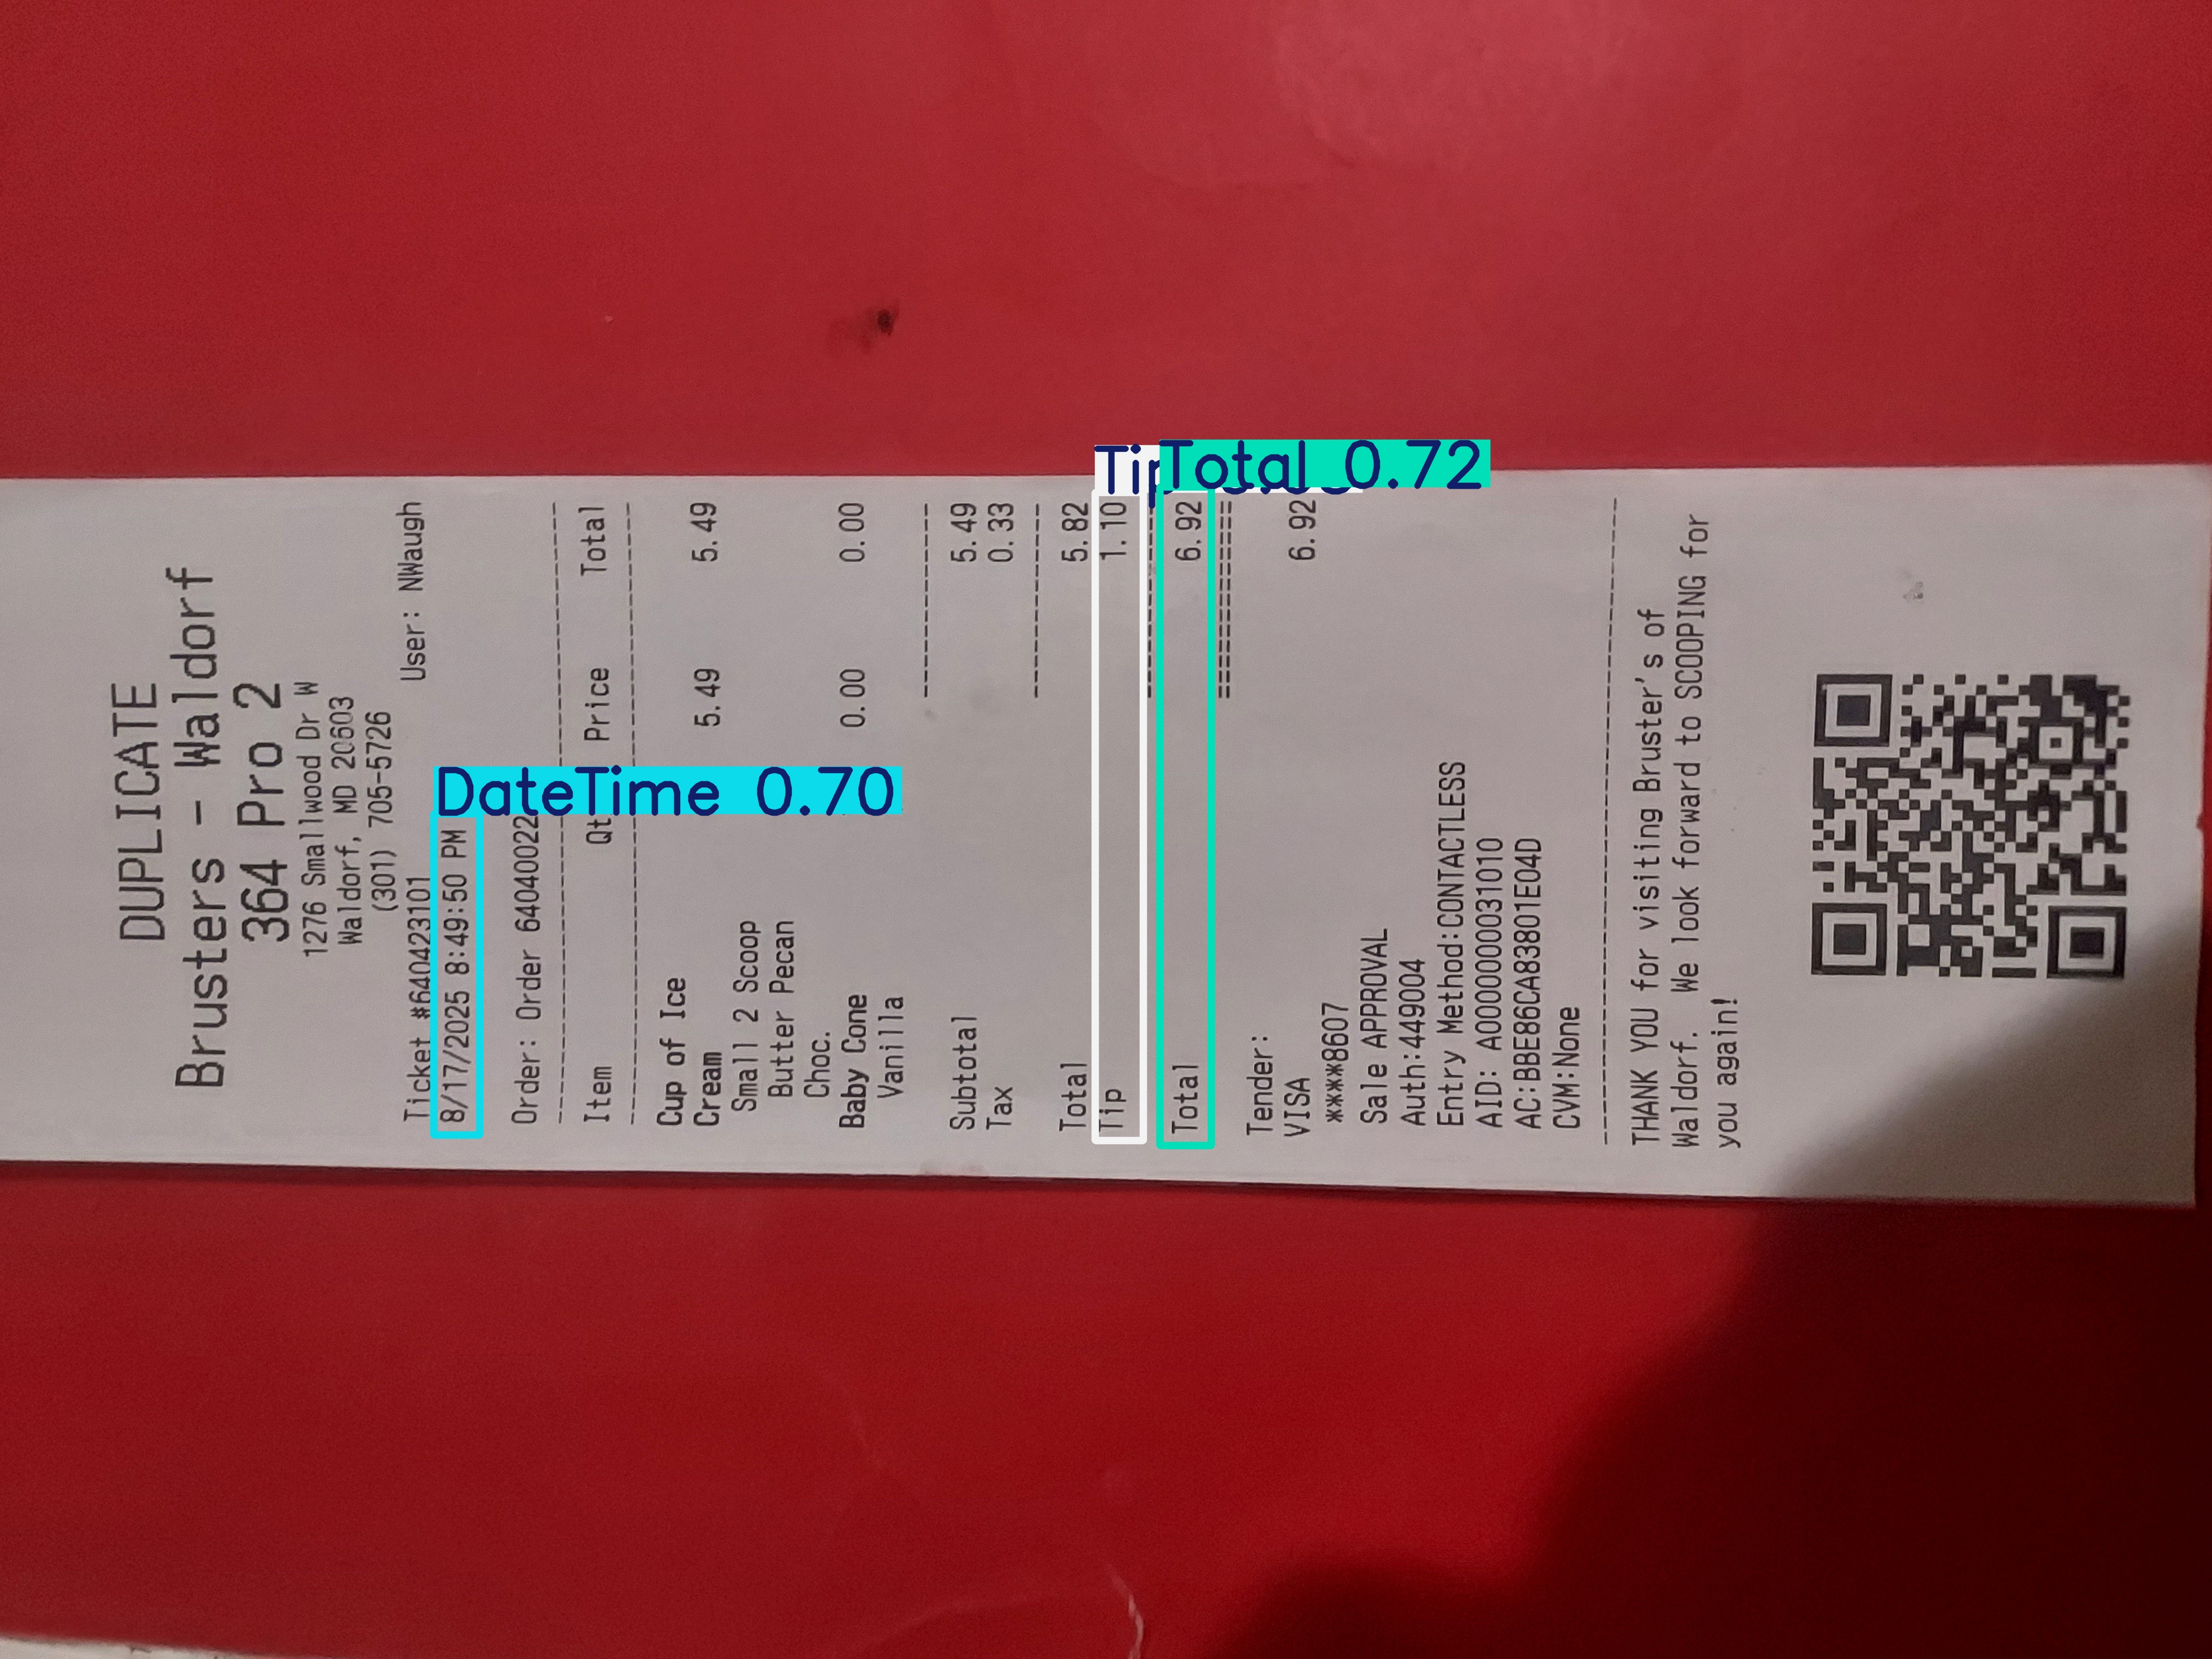 DUPLICATE
Brusters - Waldorf
364 Pro 2
1276 Smallwood Dr W
Waldorf, MD 20603
(301) 705-5726
Ticket #640423101 User: NWaugh
8/17/2025 8:49:50 PM
DateTime 0.70
Order: Order 64040022
Item Qt Price Total
Cup of Ice 5.49 5.49
Cream
Small 2 Scoop
Butter Pecan
Choc.
Baby Cone 0.00 0.00
Vanilla
Subtotal 5.49
Tax 0.33
Total 5.82
Tip 1.10
Total 0.72
Total 6.92
Tender:
VISA 6.92
****8607
Sale APPROVAL
Auth:449004
Entry Method:CONTACTLESS
AID: A0000000031010
AC:BBE86CA83801E04D
CVM:None
THANK YOU for visiting Bruster's of
Waldorf. We look forward to SCOOPING for
you again!